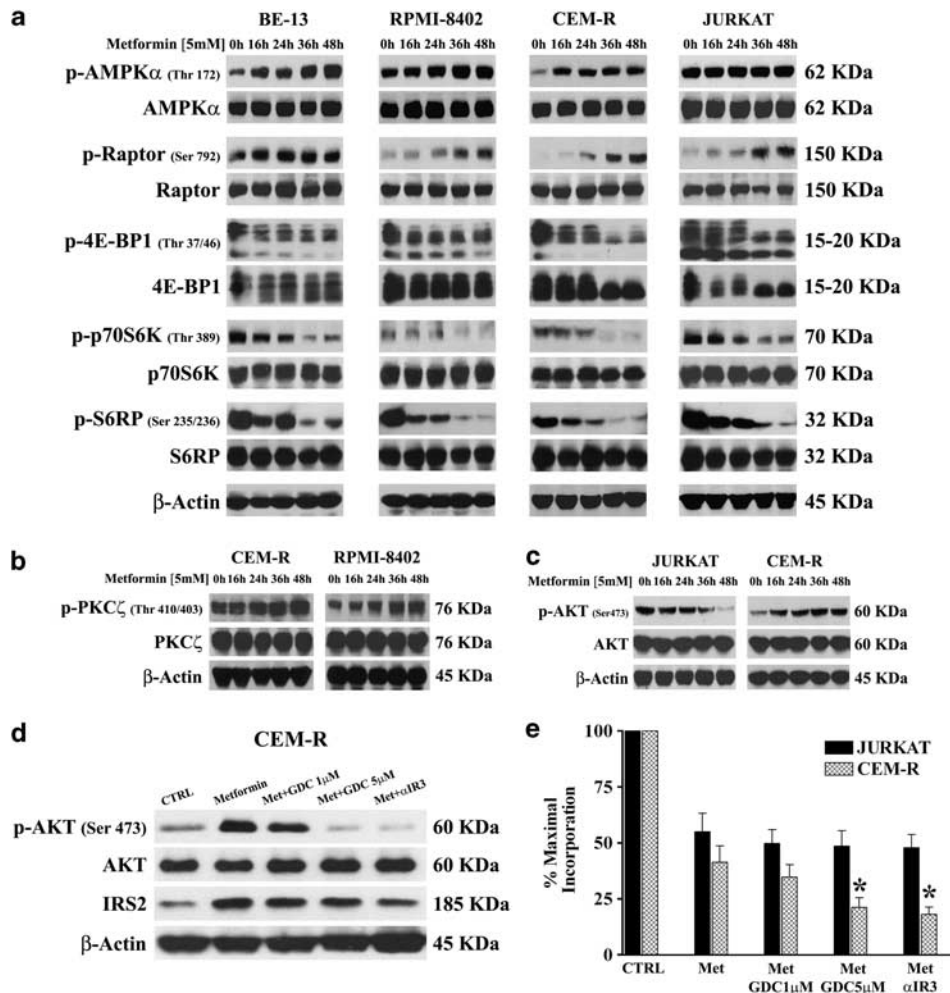 a
BE-13 RPMI-8402 CEM-R JURKAT
Metformin [5mM] 0h 16h 24h 36h 48h 0h 16h 24h 36h 48h 0h 16h 24h 36h 48h 0h 16h 24h 36h 48h
p-AMPKα (Thr 172) 62 KDa
AMPKα 62 KDa
p-Raptor (Ser 792) 150 KDa
Raptor 150 KDa
p-4E-BP1 (Thr 37/46) 15-20 KDa
4E-BP1 15-20 KDa
p-p70S6K (Thr 389) 70 KDa
p70S6K 70 KDa
p-S6RP (Ser 235/236) 32 KDa
S6RP 32 KDa
β-Actin 45 KDa
b
CEM-R RPMI-8402
Metformin [5mM] 0h 16h 24h 36h 48h 0h 16h 24h 36h 48h
p-PKCζ (Thr 410/403) 76 KDa
PKCζ 76 KDa
β-Actin 45 KDa
c
JURKAT CEM-R
Metformin [5mM] 0h 16h 24h 36h 48h 0h 16h 24h 36h 48h
p-AKT (Ser473) 60 KDa
AKT 60 KDa
β-Actin 45 KDa
d
CEM-R
CTRL Metformin Met+GDC 1μM Met+GDC 5μM Met+αIR3
p-AKT (Ser 473) 60 KDa
AKT 60 KDa
IRS2 185 KDa
β-Actin 45 KDa
e
% Maximal
Incorporation
100
75
50
25
0
JURKAT
CEM-R
* *
CTRL Met Met Met Met
GDC1μM GDC5μM αIR3